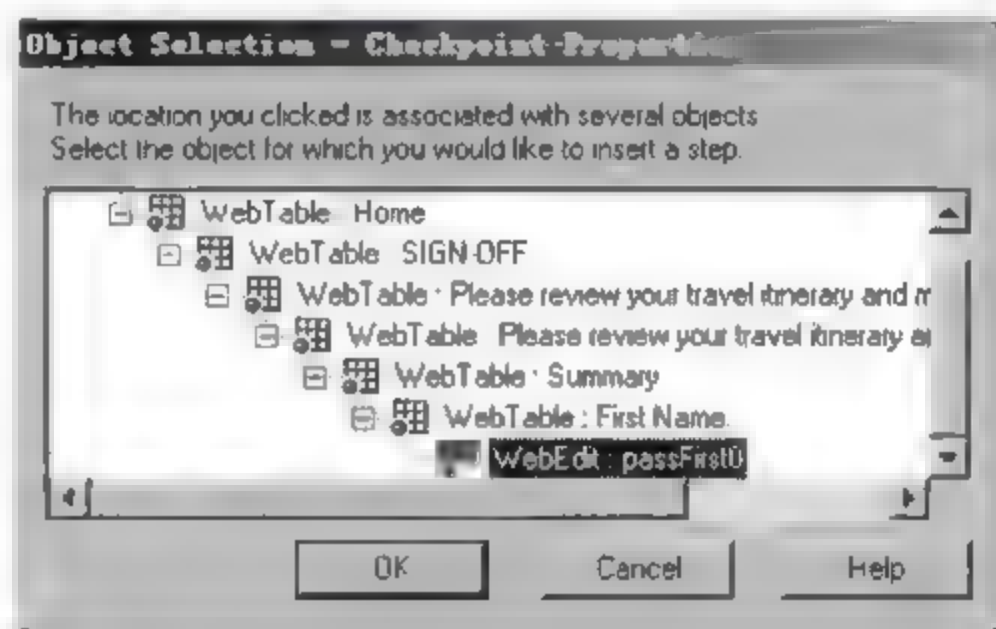 Object Selection - Checkpoint Properties
The location you clicked is associated with several objects
Select the object for which you would like to insert a step.
WebTable Home
WebTable SIGN-OFF
WebTable : Please review your travel itinerary and m
WebTable Please review your travel itinerary an
WebTable : Summary
WebTable : First Name
WebEdit : passFirst0
OK Cancel Help